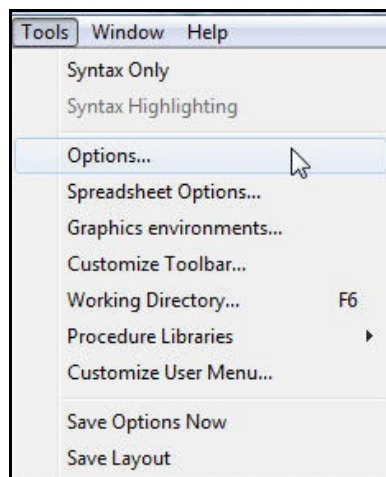 Tools Window Help
Syntax Only
Syntax Highlighting
Options...
Spreadsheet Options...
Graphics environments...
Customize Toolbar...
Working Directory... F6
Procedure Libraries
Customize User Menu...
Save Options Now
Save Layout